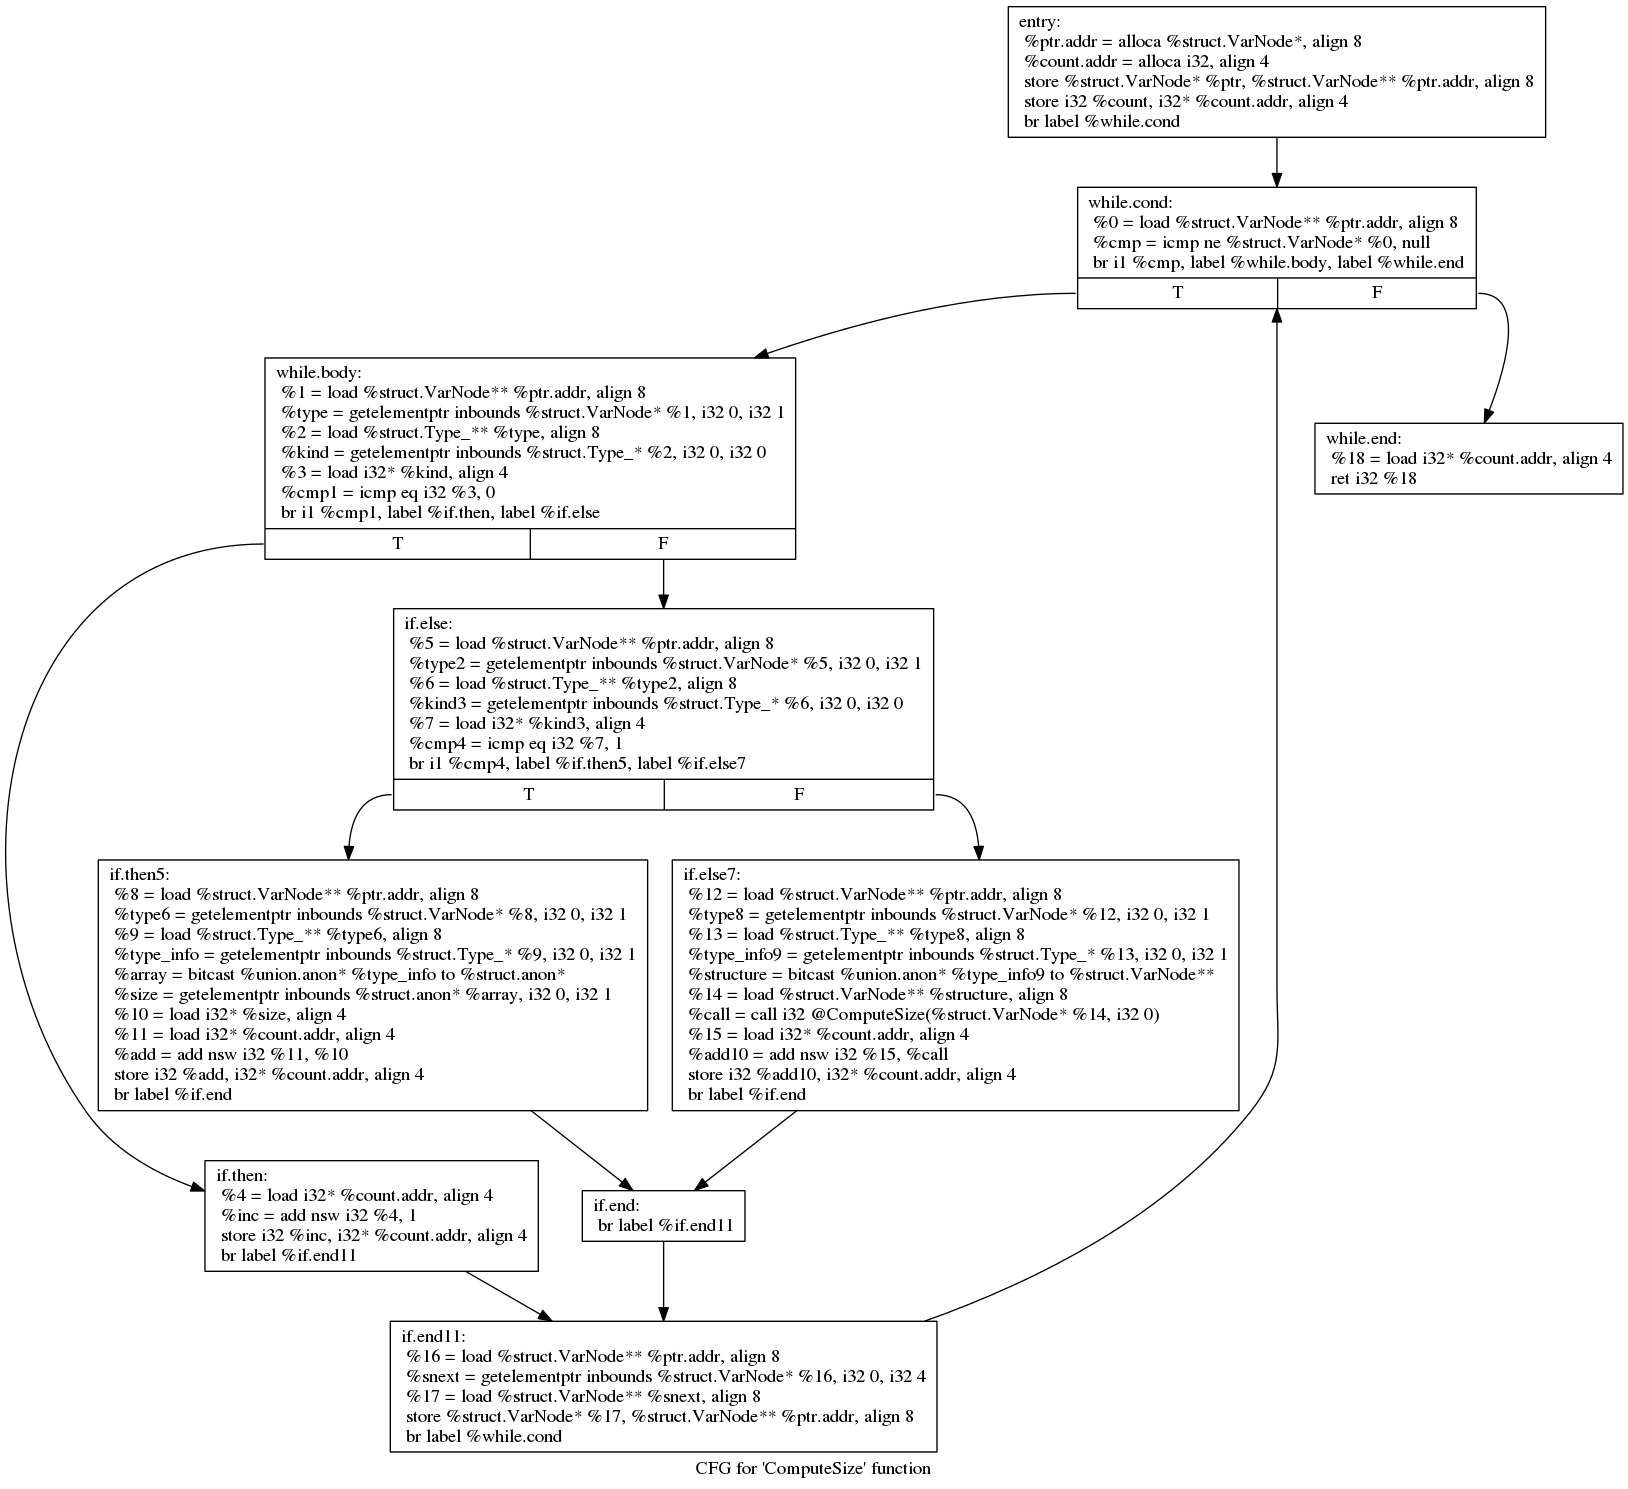 entry:
%ptr.addr = alloca %struct.VarNode*, align 8
%count.addr = alloca i32, align 4
store %struct.VarNode* %ptr, %struct.VarNode** %ptr.addr, align 8
store i32 %count, i32* %count.addr, align 4
br label %while.cond
while.cond:
%0 = load %struct.VarNode** %ptr.addr, align 8
%cmp = icmp ne %struct.VarNode* %0, null
br i1 %cmp, label %while.body, label %while.end
T
F
while.body:
%1 = load %struct.VarNode** %ptr.addr, align 8
%type = getelementptr inbounds %struct.VarNode* %1, i32 0, i32 1
%2 = load %struct.Type_** %type, align 8
%kind = getelementptr inbounds %struct.Type_* %2, i32 0, i32 0
%3 = load i32* %kind, align 4
%cmp1 = icmp eq i32 %3, 0
br i1 %cmp1, label %if.then, label %if.else
T
F
while.end:
%18 = load i32* %count.addr, align 4
ret i32 %18
if.else:
%5 = load %struct.VarNode** %ptr.addr, align 8
%type2 = getelementptr inbounds %struct.VarNode* %5, i32 0, i32 1
%6 = load %struct.Type_** %type2, align 8
%kind3 = getelementptr inbounds %struct.Type_* %6, i32 0, i32 0
%7 = load i32* %kind3, align 4
%cmp4 = icmp eq i32 %7, 1
br i1 %cmp4, label %if.then5, label %if.else7
T
F
if.then5:
%8 = load %struct.VarNode** %ptr.addr, align 8
%type6 = getelementptr inbounds %struct.VarNode* %8, i32 0, i32 1
%9 = load %struct.Type_** %type6, align 8
%type_info = getelementptr inbounds %struct.Type_* %9, i32 0, i32 1
%array = bitcast %union.anon* %type_info to %struct.anon*
%size = getelementptr inbounds %struct.anon* %array, i32 0, i32 1
%10 = load i32* %size, align 4
%11 = load i32* %count.addr, align 4
%add = add nsw i32 %11, %10
store i32 %add, i32* %count.addr, align 4
br label %if.end
if.else7:
%12 = load %struct.VarNode** %ptr.addr, align 8
%type8 = getelementptr inbounds %struct.VarNode* %12, i32 0, i32 1
%13 = load %struct.Type_** %type8, align 8
%type_info9 = getelementptr inbounds %struct.Type_* %13, i32 0, i32 1
%structure = bitcast %union.anon* %type_info9 to %struct.VarNode**
%14 = load %struct.VarNode** %structure, align 8
%call = call i32 @ComputeSize(%struct.VarNode* %14, i32 0)
%15 = load i32* %count.addr, align 4
%add10 = add nsw i32 %15, %call
store i32 %add10, i32* %count.addr, align 4
br label %if.end
if.then:
%4 = load i32* %count.addr, align 4
%inc = add nsw i32 %4, 1
store i32 %inc, i32* %count.addr, align 4
br label %if.end11
if.end:
br label %if.end11
if.end11:
%16 = load %struct.VarNode** %ptr.addr, align 8
%snext = getelementptr inbounds %struct.VarNode* %16, i32 0, i32 4
%17 = load %struct.VarNode** %snext, align 8
store %struct.VarNode* %17, %struct.VarNode** %ptr.addr, align 8
br label %while.cond
CFG for 'ComputeSize' function